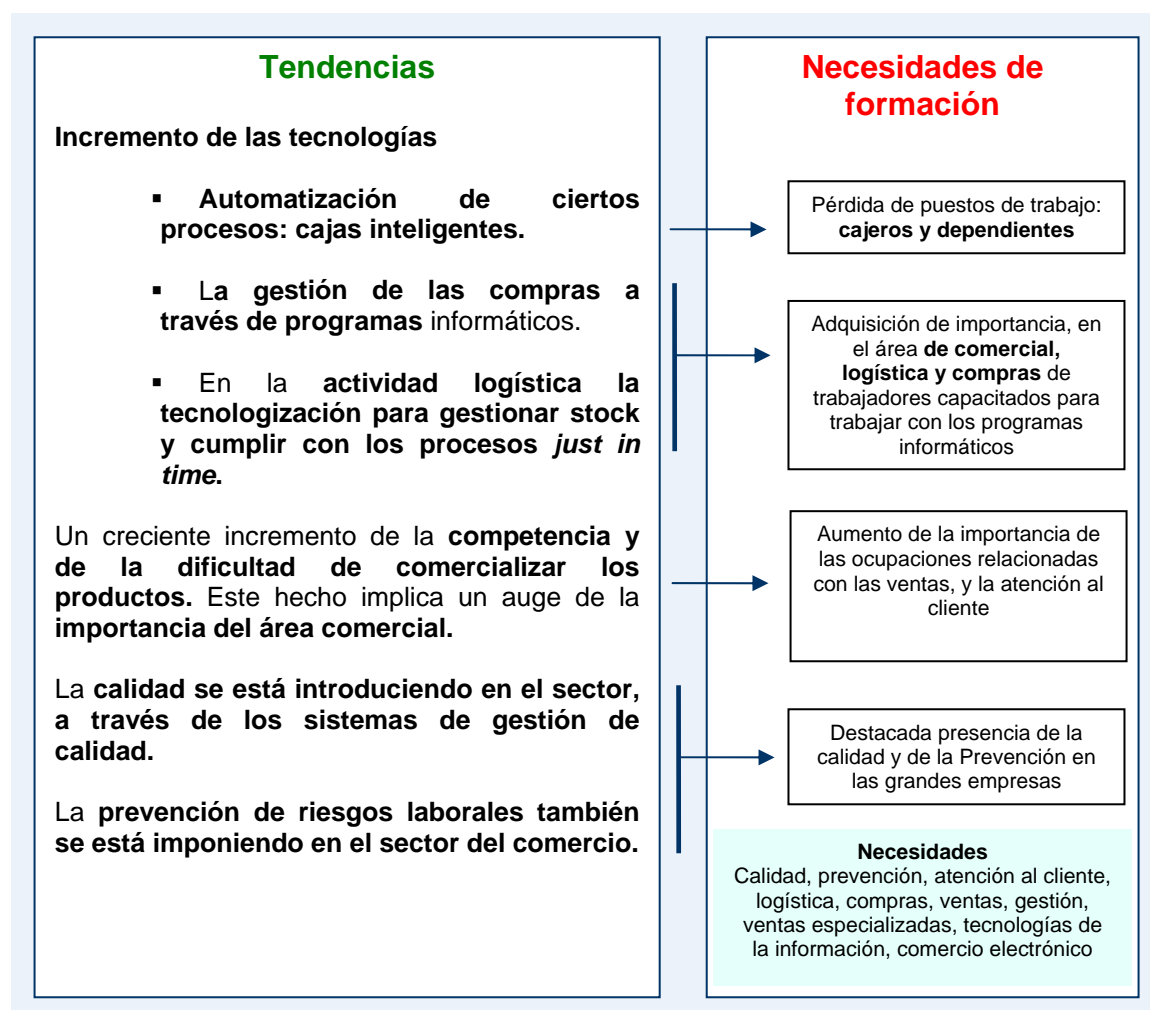 Tendencias
Incremento de las tecnologías
▪ Automatización de ciertos
procesos: cajas inteligentes.
▪ La gestión de las compras a
través de programas informáticos.
▪ En la actividad logística la
tecnologización para gestionar stock
y cumplir con los procesos just in
time.
Un creciente incremento de la competencia y
de la dificultad de comercializar los
productos. Este hecho implica un auge de la
importancia del área comercial.
La calidad se está introduciendo en el sector,
a través de los sistemas de gestión de
calidad.
La prevención de riesgos laborales también
se está imponiendo en el sector del comercio.
Necesidades de
formación
Pérdida de puestos de trabajo:
cajeros y dependientes
Adquisición de importancia, en
el área de comercial,
logística y compras de
trabajadores capacitados para
trabajar con los programas
informáticos
Aumento de la importancia de
las ocupaciones relacionadas
con las ventas, y la atención al
cliente
Destacada presencia de la
calidad y de la Prevención en
las grandes empresas
Necesidades
Calidad, prevención, atención al cliente,
logística, compras, ventas, gestión,
ventas especializadas, tecnologías de
la información, comercio electrónico